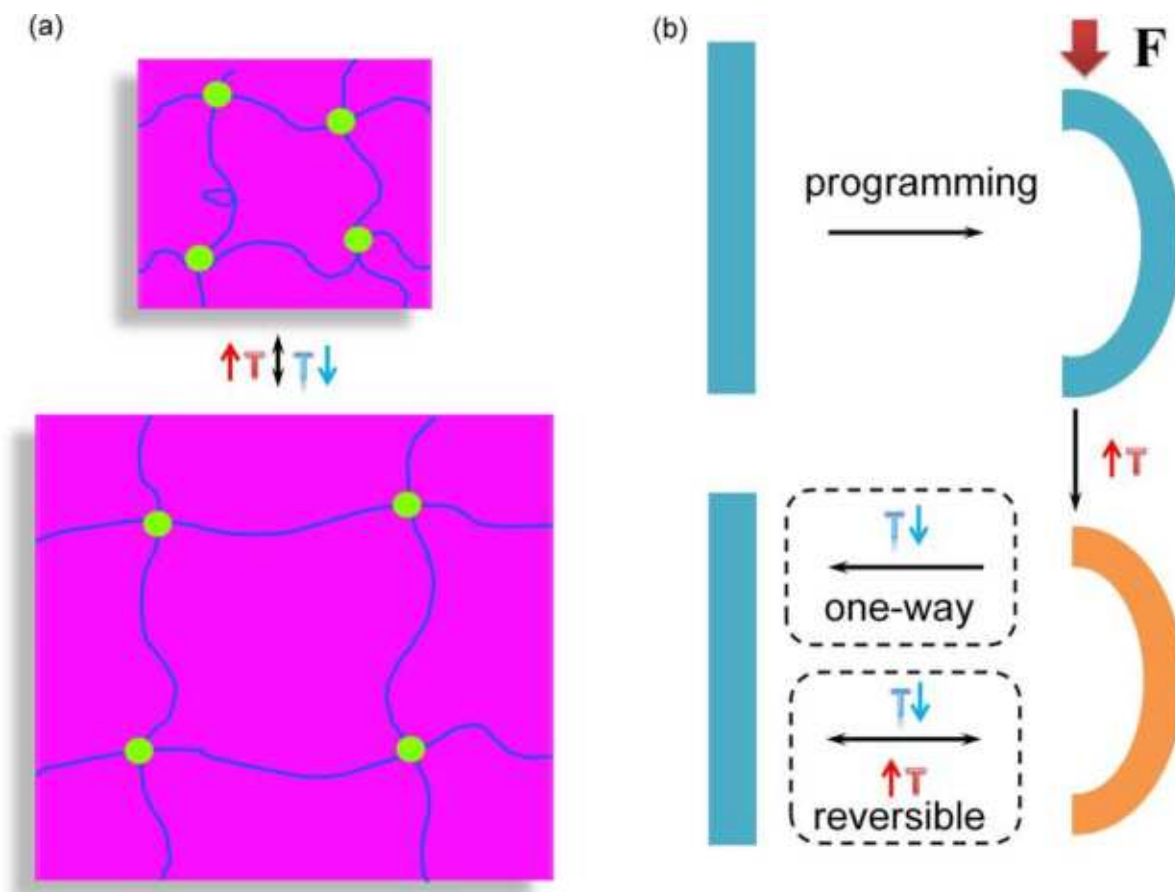 (a)
↑T ↕ T↓
(b)
F
programming
↑T
T↓
one-way
T↓
↑T
reversible